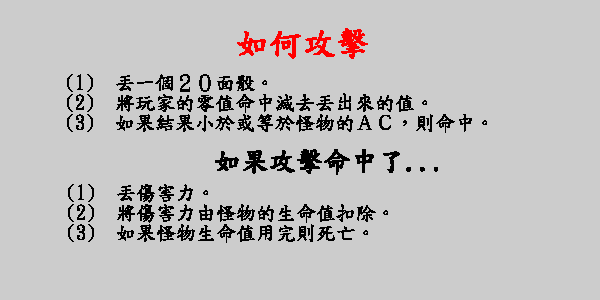 如何攻擊
(1) 丟一個２０面骰。
(2) 將玩家的零值命中減去丟出來的值。
(3) 如果結果小於或等於怪物的ＡＣ，則命中。
如果攻擊命中了...
(1) 丟傷害力。
(2) 將傷害力由怪物的生命值扣除。
(3) 如果怪物生命值用完則死亡。